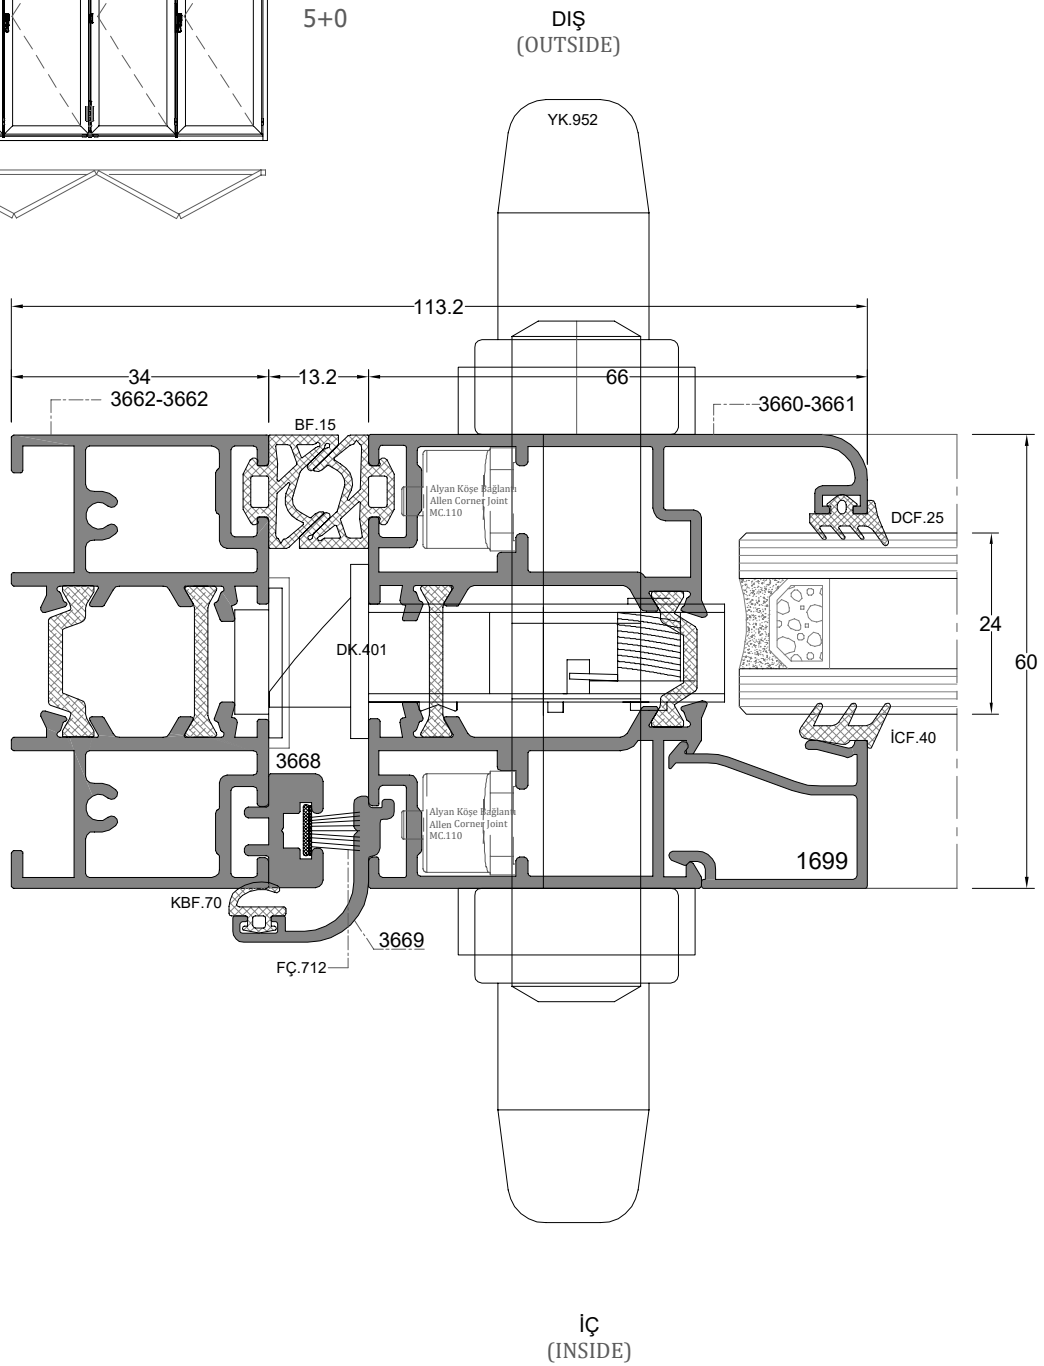 5+0
DIŞ
(OUTSIDE)
YK.952
113.2
34
13.2
66
3662-3662
3660-3661
BF.15
Alyan Köşe Bağlantı
Allen Corner Joint
MC.110
DCF.25
24
60
DK.401
İCF.40
3668
Alyan Köşe Bağlantı
Allen Corner Joint
MC.110
1699
KBF.70
3669
FÇ.712
İÇ
(INSIDE)